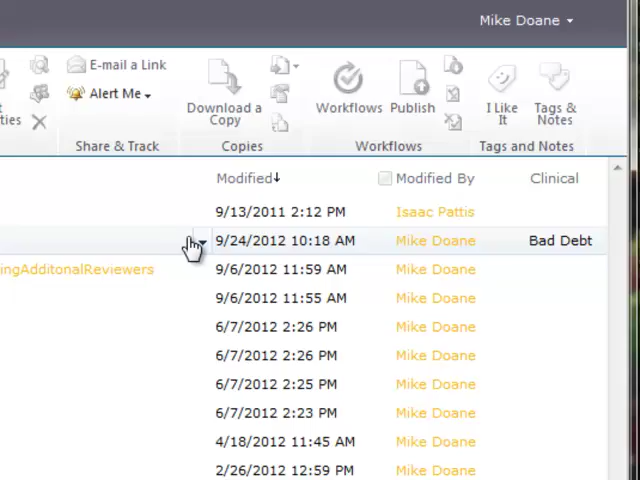 Mike Doane
E-mail a Link
Alert Me
ties
Download a
Copy
Workflows
Publish
I Like
It
Tags &
Notes
Share & Track
Copies
Workflows
Tags and Notes
Modified
Modified By
Clinical
9/13/2011 2:12 PM
Isaac Pattis
9/24/2012 10:18 AM
Mike Doane
Bad Debt
ingAdditonalReviewers
9/6/2012 11:59 AM
Mike Doane
9/6/2012 11:55 AM
Mike Doane
6/7/2012 2:26 PM
Mike Doane
6/7/2012 2:26 PM
Mike Doane
6/7/2012 2:25 PM
Mike Doane
6/7/2012 2:23 PM
Mike Doane
4/18/2012 11:45 AM
Mike Doane
2/26/2012 12:59 PM
Mike Doane